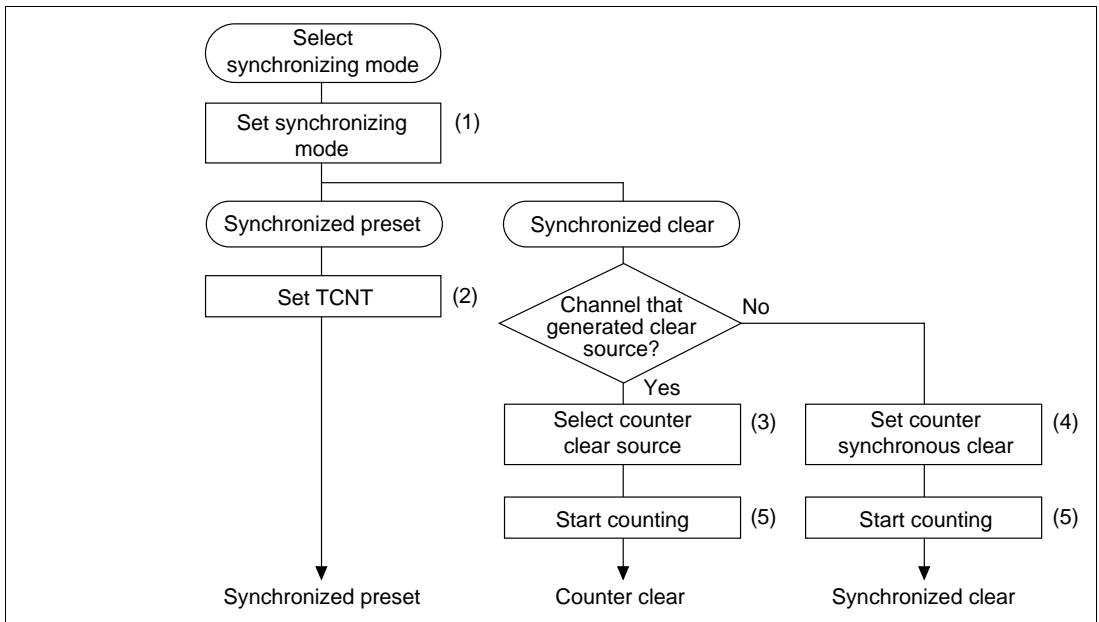 Select
synchronizing mode
Set synchronizing
mode
(1)
Synchronized preset
Synchronized clear
Set TCNT
(2)
Channel that
generated clear
source?
No
Yes
Select counter
clear source
(3)
Set counter
synchronous clear
(4)
Start counting
(5)
Start counting
(5)
Synchronized preset
Counter clear
Synchronized clear